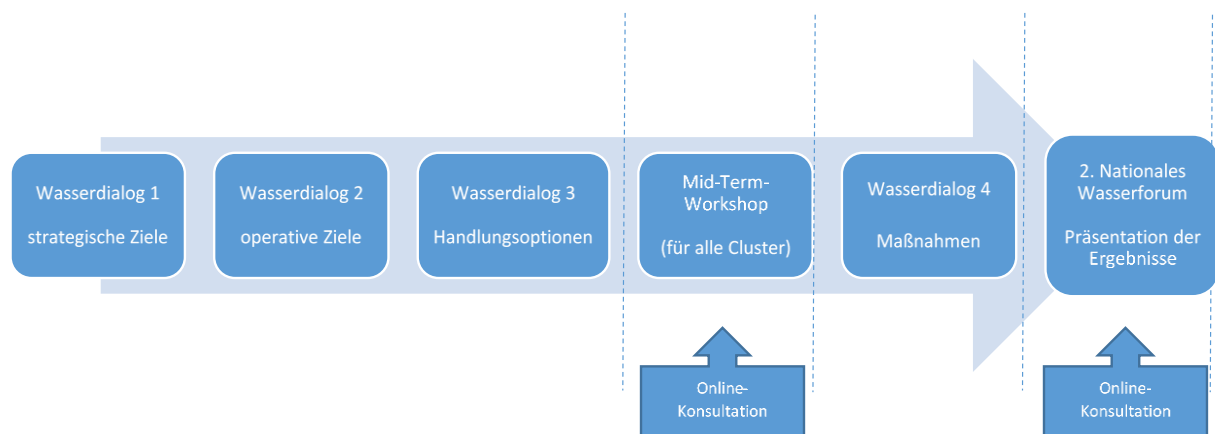 Wasserdialog 1
strategische Ziele
Wasserdialog 2
operative Ziele
Wasserdialog 3
Handlungsoptionen
Mid-Term-
Workshop
(für alle Cluster)
Wasserdialog 4
Maßnahmen
2. Nationales
Wasserforum
Präsentation der
Ergebnisse
Online-
Konsultation
Online-
Konsultation